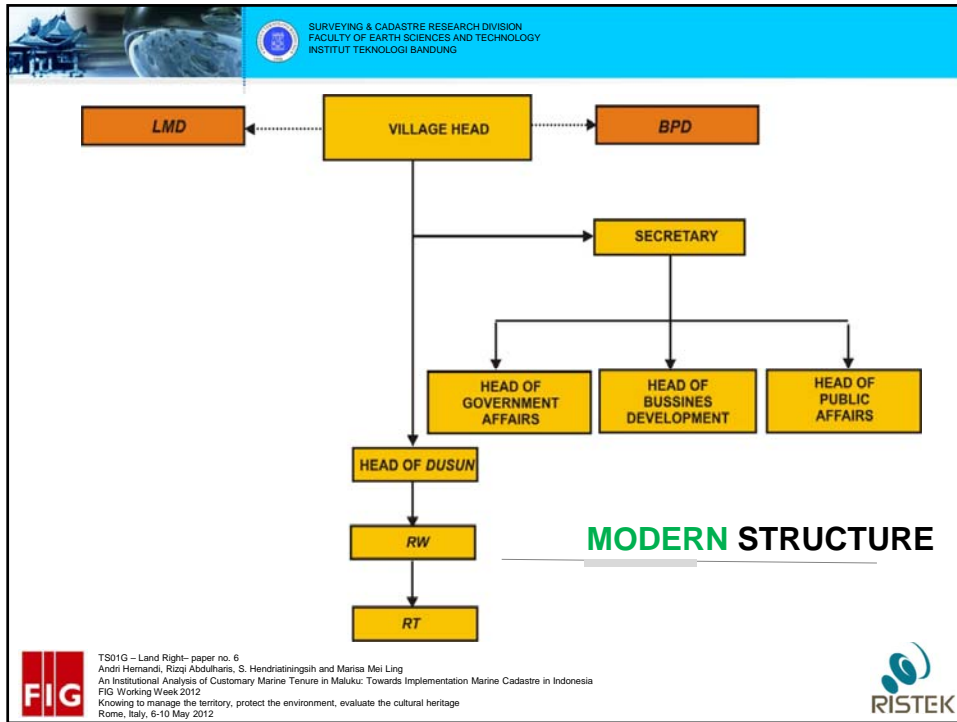 SURVEYING & CADASTRE RESEARCH DIVISION
FACULTY OF EARTH SCIENCES AND TECHNOLOGY
INSTITUT TEKNOLOGI BANDUNG
LMD
VILLAGE HEAD
BPD
SECRETARY
HEAD OF
GOVERNMENT
AFFAIRS
HEAD OF
BUSSINES
DEVELOPMENT
HEAD OF
PUBLIC
AFFAIRS
HEAD OF DUSUN
RW
RT
MODERN STRUCTURE
FIG
TS01G – Land Right– paper no. 6
Andri Hernandi, Rizqi Abdulharis, S. Hendriatiningsih and Marisa Mei Ling
An Institutional Analysis of Customary Marine Tenure in Maluku: Towards Implementation Marine Cadastre in Indonesia
FIG Working Week 2012
Knowing to manage the territory, protect the environment, evaluate the cultural heritage
Rome, Italy, 6-10 May 2012
RISTEK